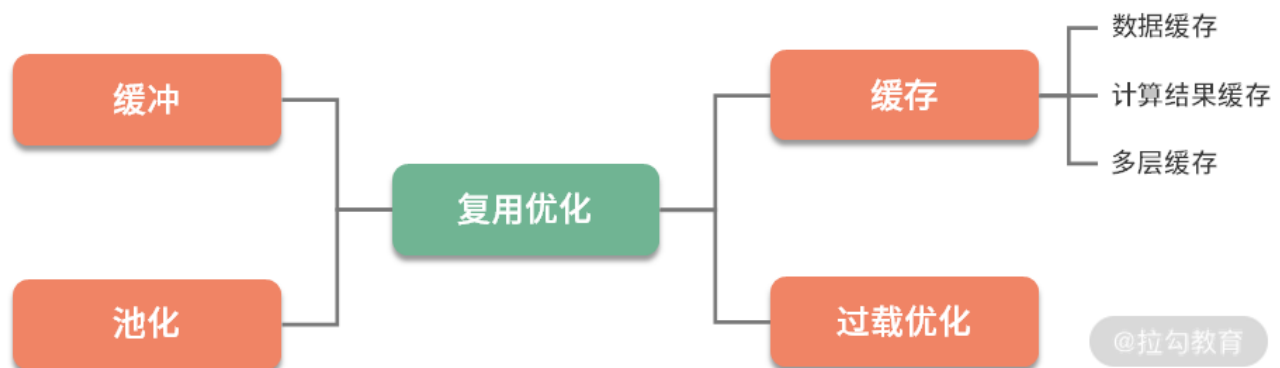 缓冲
池化
复用优化
缓存
数据缓存
计算结果缓存
多层缓存
过载优化
@拉勾教育